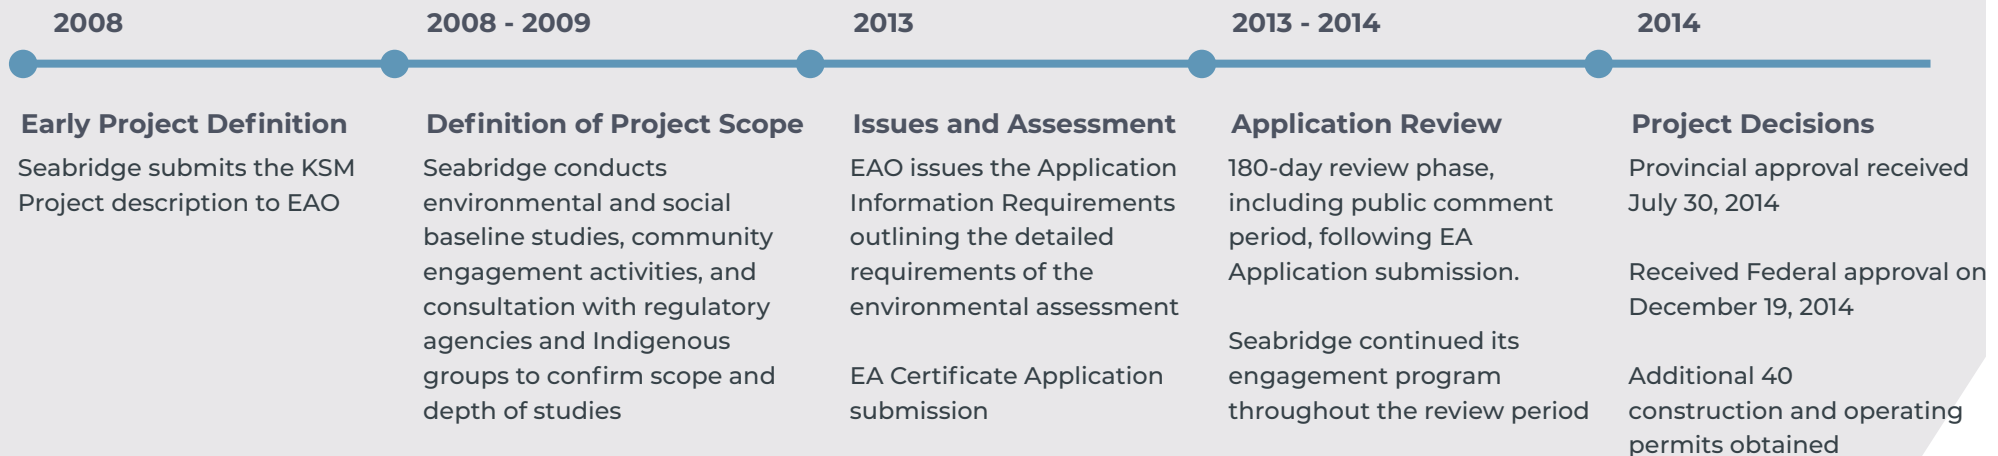 2008
Early Project Definition
Seabridge submits the KSM
Project description to EAO
2008 - 2009
Definition of Project Scope
Seabridge conducts
environmental and social
baseline studies, community
engagement activities, and
consultation with regulatory
agencies and Indigenous
groups to confirm scope and
depth of studies
2013
Issues and Assessment
EAO issues the Application
Information Requirements
outlining the detailed
requirements of the
environmental assessment
EA Certificate Application
submission
2013 - 2014
Application Review
180-day review phase,
including public comment
period, following EA
Application submission.
Seabridge continued its
engagement program
throughout the review period
2014
Project Decisions
Provincial approval received
July 30, 2014
Received Federal approval on
December 19, 2014
Additional 40
construction and operating
permits obtained